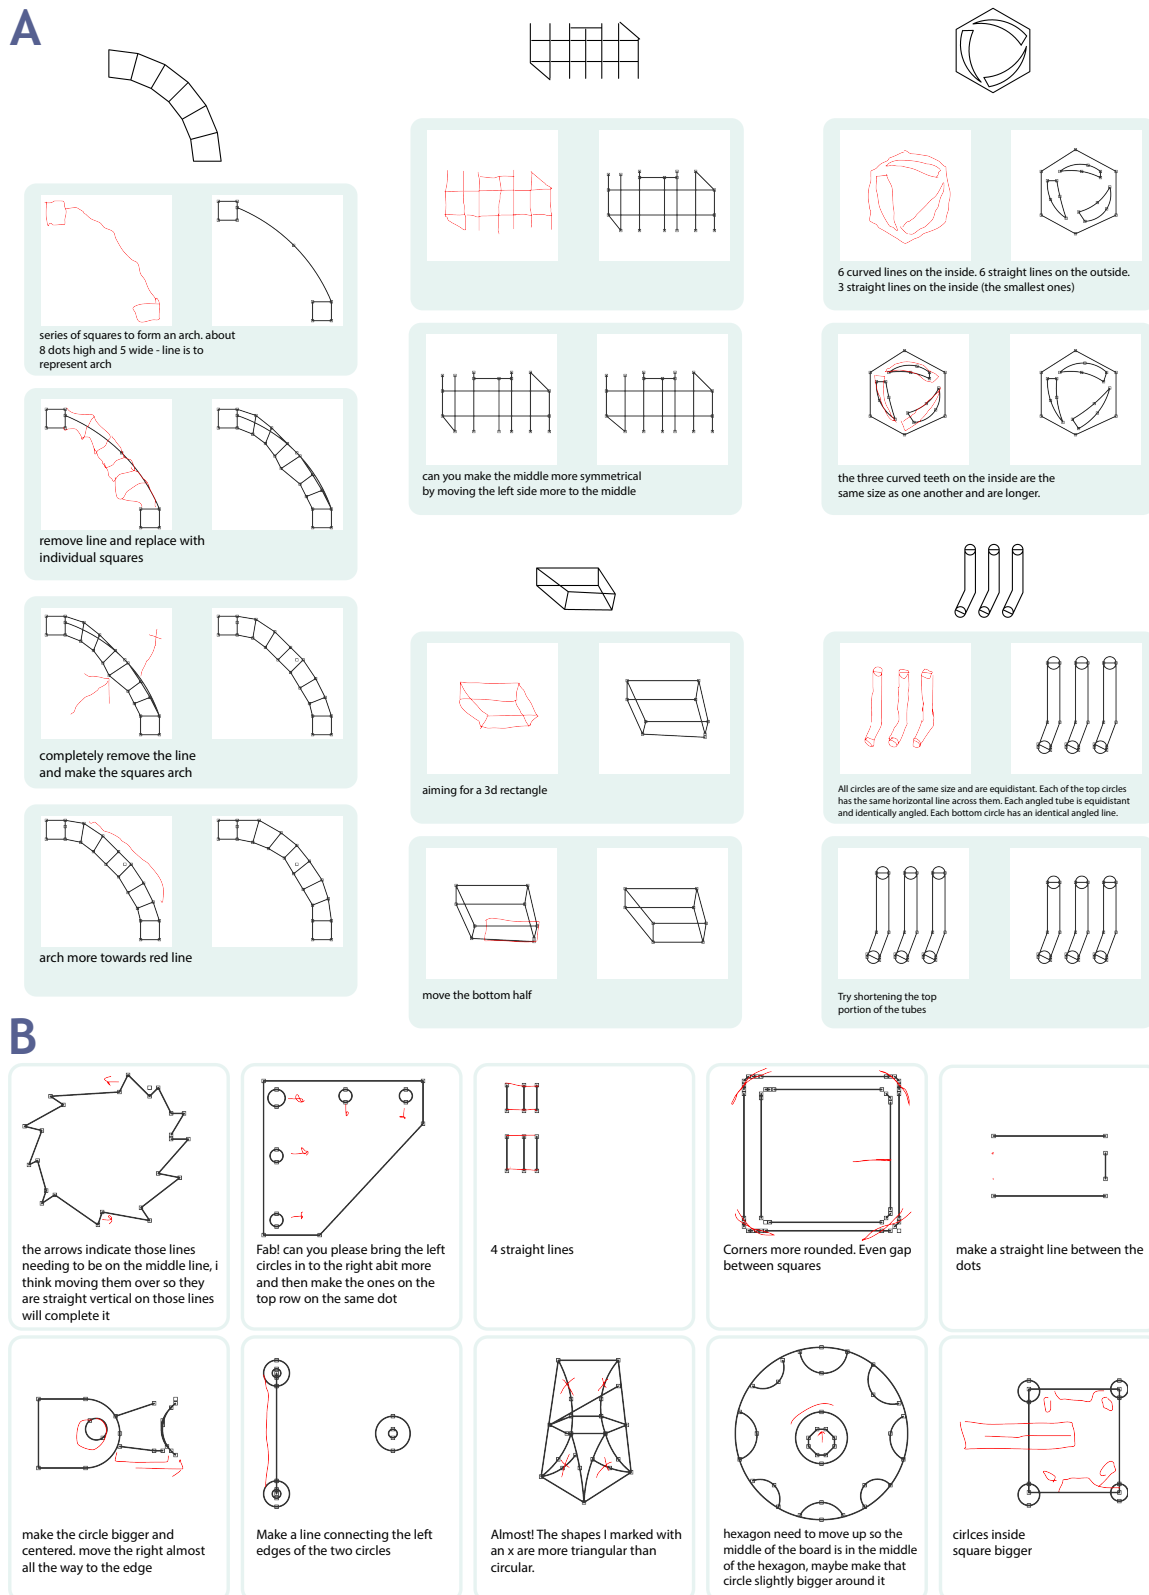 A
series of squares to form an arch. about
8 dots high and 5 wide - line is to
represent arch
remove line and replace with
individual squares
completely remove the line
and make the squares arch
arch more towards red line
can you make the middle more symmetrical
by moving the left side more to the middle
aiming for a 3d rectangle
move the bottom half
6 curved lines on the inside. 6 straight lines on the outside.
3 straight lines on the inside (the smallest ones)
the three curved teeth on the inside are the
same size as one another and are longer.
All circles are of the same size and are equidistant. Each of the top circles
has the same horizontal line across them. Each angled tube is equidistant
and identically angled. Each bottom circle has an identical angled line.
Try shortening the top
portion of the tubes
B
the arrows indicate those lines
needing to be on the middle line, i
think moving them over so they
are straight vertical on those lines
will complete it
Fab! can you please bring the left
circles in to the right abit more
and then make the ones on the
top row on the same dot
4 straight lines
Corners more rounded. Even gap
between squares
make a straight line between the
dots
make the circle bigger and
centered. move the right almost
all the way to the edge
Make a line connecting the left
edges of the two circles
Almost! The shapes I marked with
an x are more triangular than
circular.
hexagon need to move up so the
middle of the board is in the middle
of the hexagon, maybe make that
circle slightly bigger around it
cirlces inside
square bigger